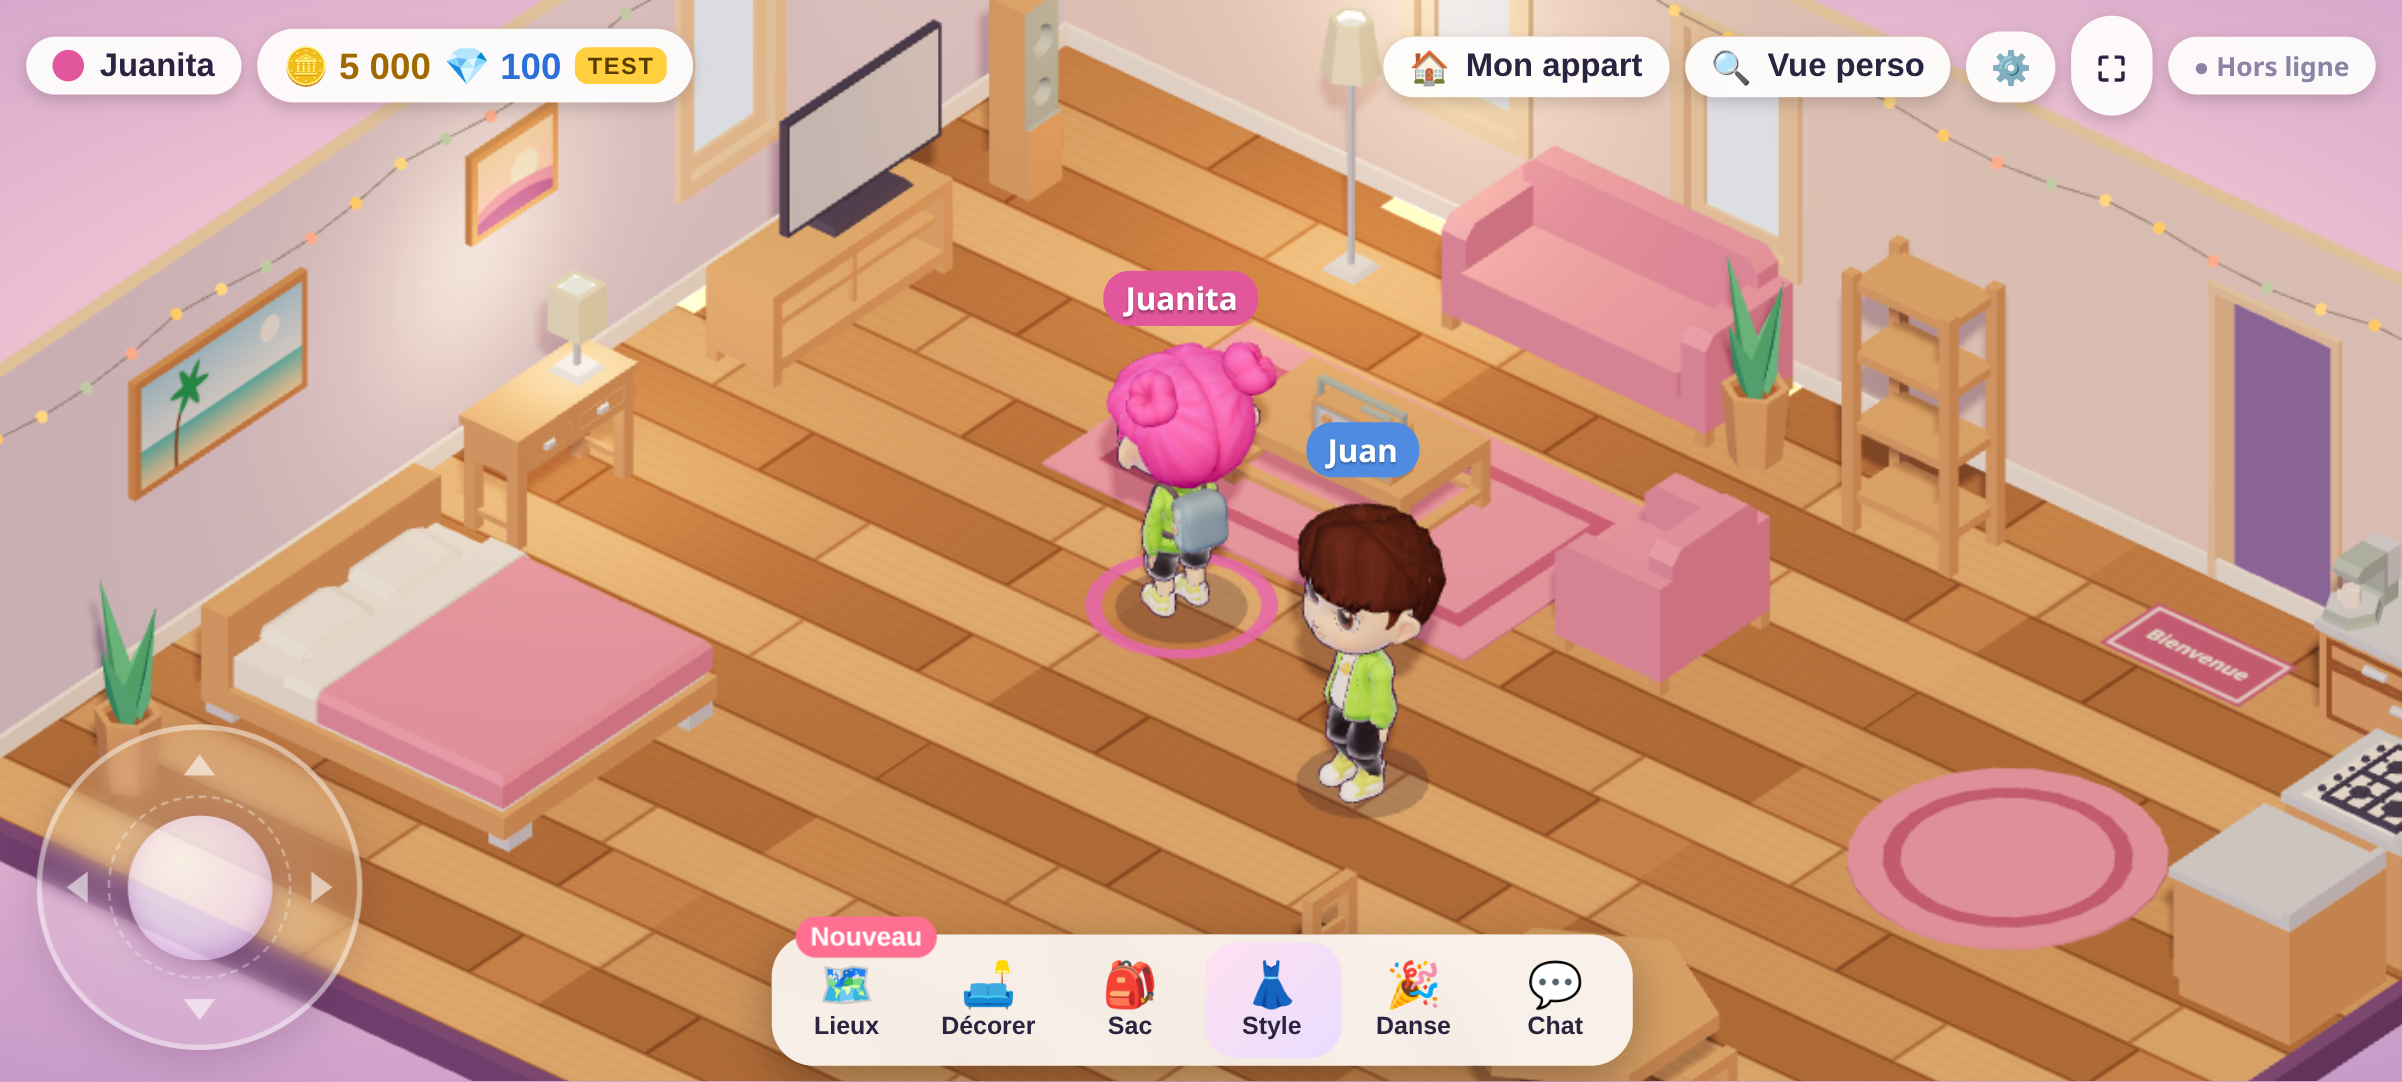 Juanita
5 000
100
TEST
Mon appart
Vue perso
Hors ligne
Juanita
Juan
Bienvenue
Nouveau
Lieux
Décorer
Sac
Style
Danse
Chat